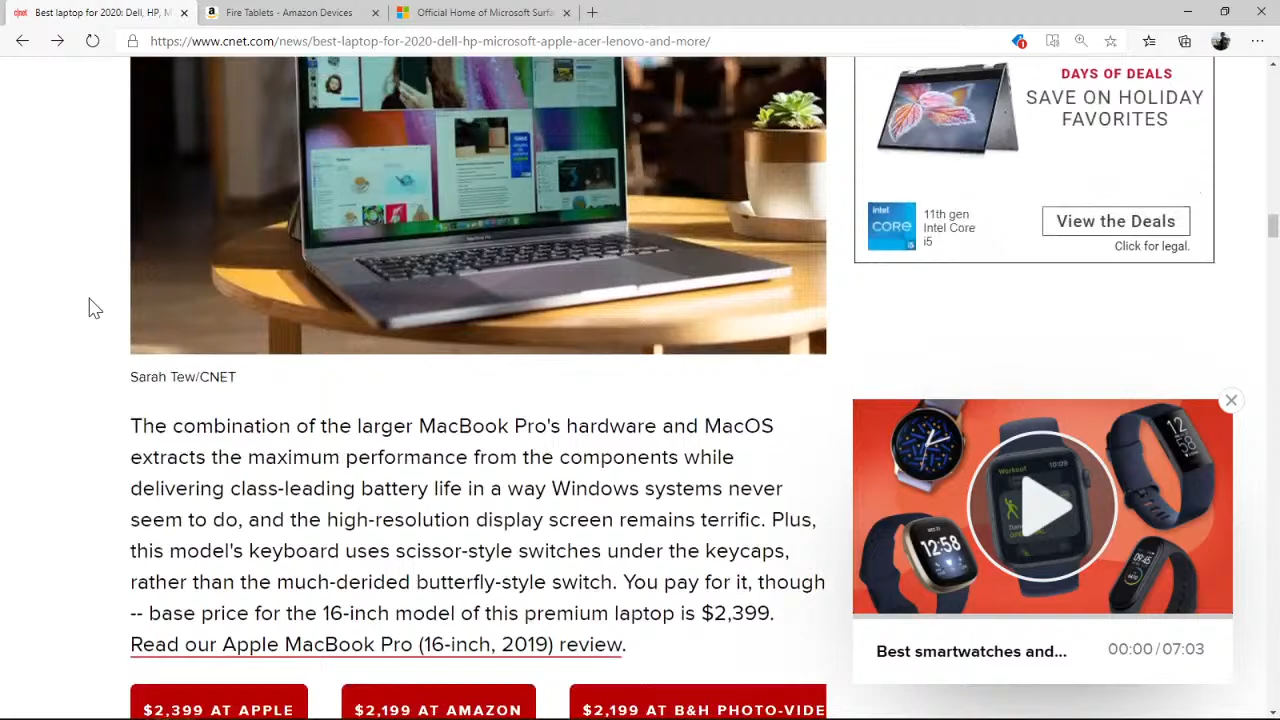 Best laptop for 2020: Dell, HP, M
Fire Tablets - Amazon Devices
Official Home of Microsoft Surfa
https://www.cnet.com/news/best-laptop-for-2020-dell-hp-microsoft-apple-acer-lenovo-and-more/
DAYS OF DEALS
SAVE ON HOLIDAY
FAVORITES
intel
CORE
i5
11th gen
Intel Core
i5
View the Deals
Click for legal.
Sarah Tew/CNET
The combination of the larger MacBook Pro's hardware and MacOS
extracts the maximum performance from the components while
delivering class-leading battery life in a way Windows systems never
seem to do, and the high-resolution display screen remains terrific. Plus,
this model's keyboard uses scissor-style switches under the keycaps,
rather than the much-derided butterfly-style switch. You pay for it, though
-- base price for the 16-inch model of this premium laptop is $2,399.
Read our Apple MacBook Pro (16-inch, 2019) review.
$2,399 AT APPLE
$2,199 AT AMAZON
$2,199 AT B&H PHOTO-VIDE
Workout
10:09
12:58
Best smartwatches and...
00:00 / 07:03